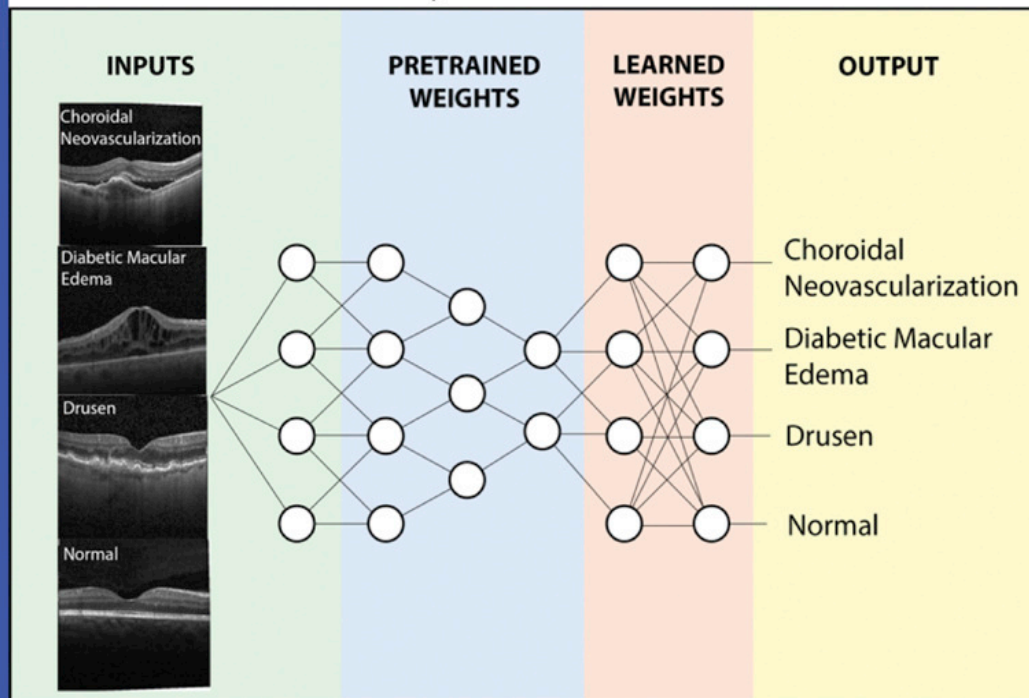 INPUTS
PRETRAINED
WEIGHTS
LEARNED
WEIGHTS
OUTPUT
Choroidal
Neovascularization
Diabetic Macular
Edema
Drusen
Normal
Choroidal
Neovascularization
Diabetic Macular
Edema
Drusen
Normal